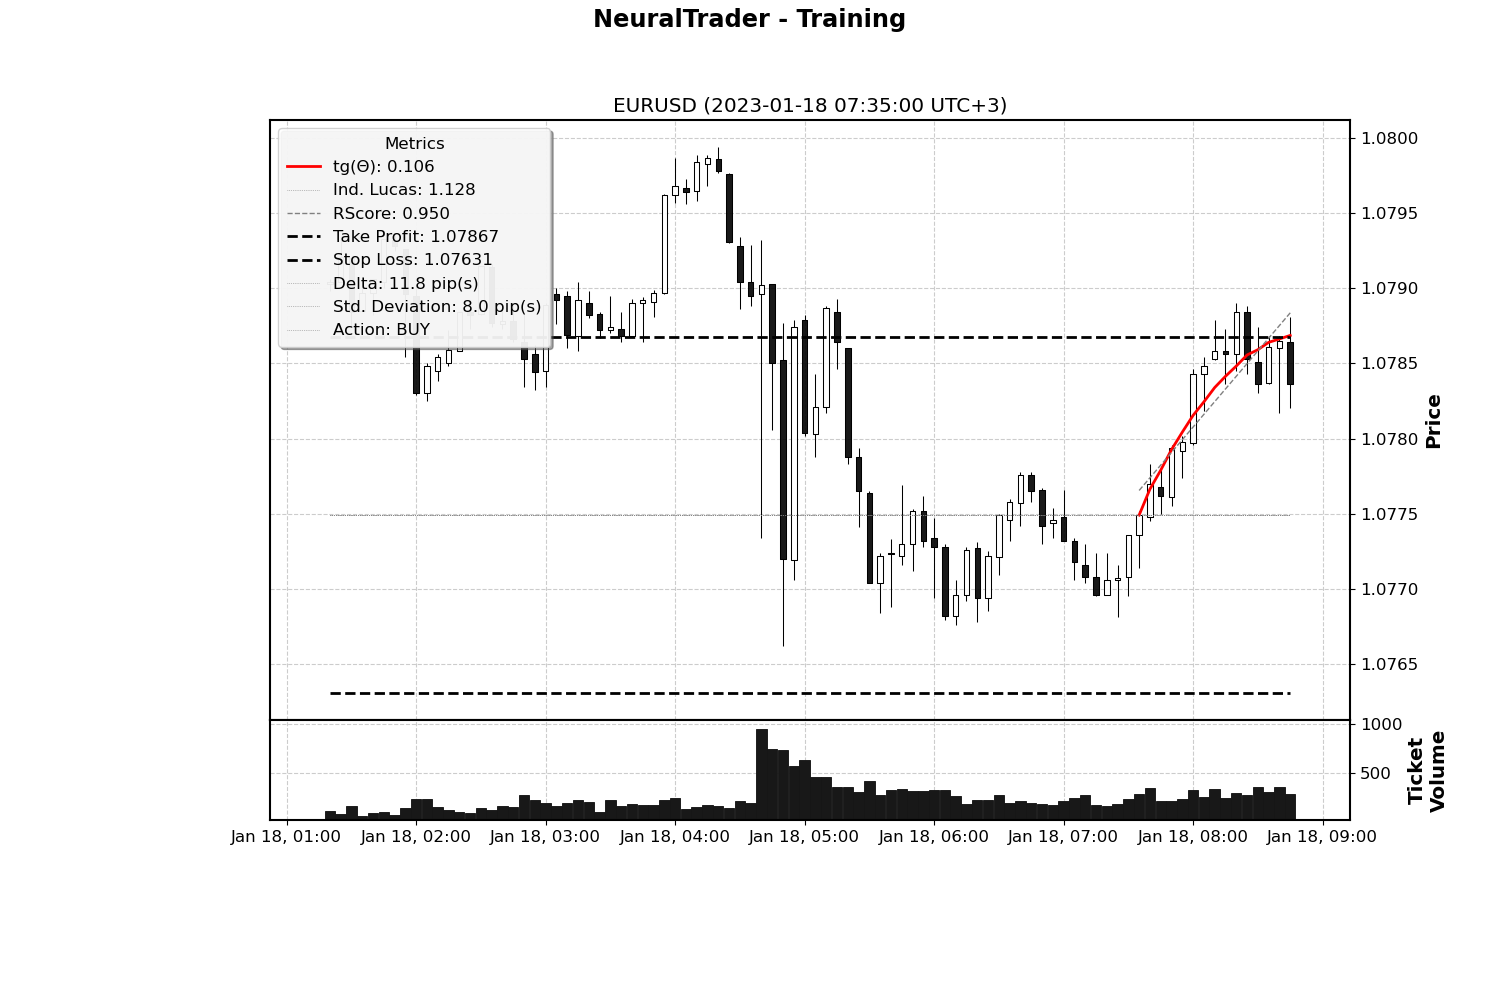 NeuralTrader - Training
EURUSD (2023-01-18 07:35:00 UTC+3)
Metrics
tg(Θ): 0.106
Ind. Lucas: 1.128
RScore: 0.950
Take Profit: 1.07867
Stop Loss: 1.07631
Delta: 11.8 pip(s)
Std. Deviation: 8.0 pip(s)
Action: BUY
1.0800
1.0795
1.0790
1.0785
1.0780
1.0775
1.0770
1.0765
Price
1000
500
Ticket
Volume
Jan 18, 01:00
Jan 18, 02:00
Jan 18, 03:00
Jan 18, 04:00
Jan 18, 05:00
Jan 18, 06:00
Jan 18, 07:00
Jan 18, 08:00
Jan 18, 09:00